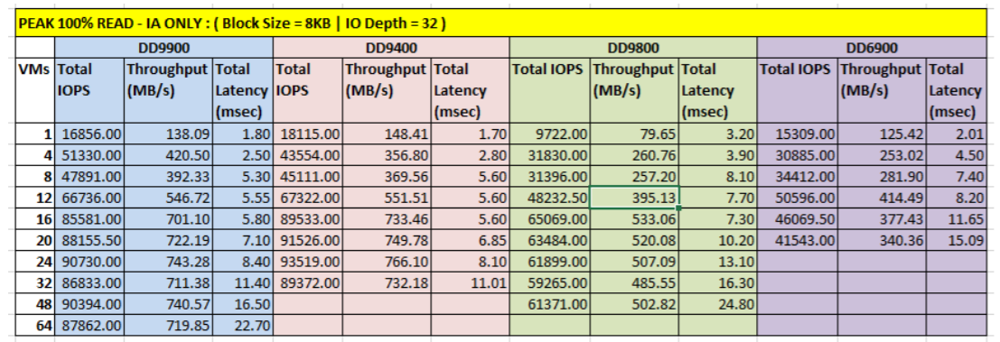 PEAK 100% READ - IA ONLY : ( Block Size = 8KB | IO Depth = 32 )
DD9900 DD9400 DD9800 DD6900
VMs Total IOPS Throughput (MB/s) Total Latency (msec) Total IOPS Throughput (MB/s) Total Latency (msec) Total IOPS Throughput (MB/s) Total Latency (msec) Total IOPS Throughput (MB/s) Total Latency (msec)
1 16856.00 138.09 1.80 18115.00 148.41 1.70 9722.00 79.65 3.20 15309.00 125.42 2.01
4 51330.00 420.50 2.50 43554.00 356.80 2.80 31830.00 260.76 3.90 30885.00 253.02 4.50
8 47891.00 392.33 5.30 45111.00 369.56 5.60 31396.00 257.20 8.10 34412.00 281.90 7.40
12 66736.00 546.72 5.55 67322.00 551.51 5.60 48232.50 395.13 7.70 50596.00 414.49 8.20
16 85581.00 701.10 5.80 89533.00 733.46 5.60 65069.00 533.06 7.30 46069.50 377.43 11.65
20 88155.50 722.19 7.10 91526.00 749.78 6.85 63484.00 520.08 10.20 41543.00 340.36 15.09
24 90730.00 743.28 8.40 93519.00 766.10 8.10 61899.00 507.09 13.10
32 86833.00 711.38 11.40 89372.00 732.18 11.01 59265.00 485.55 16.30
48 90394.00 740.57 16.50 61371.00 502.82 24.80
64 87862.00 719.85 22.70